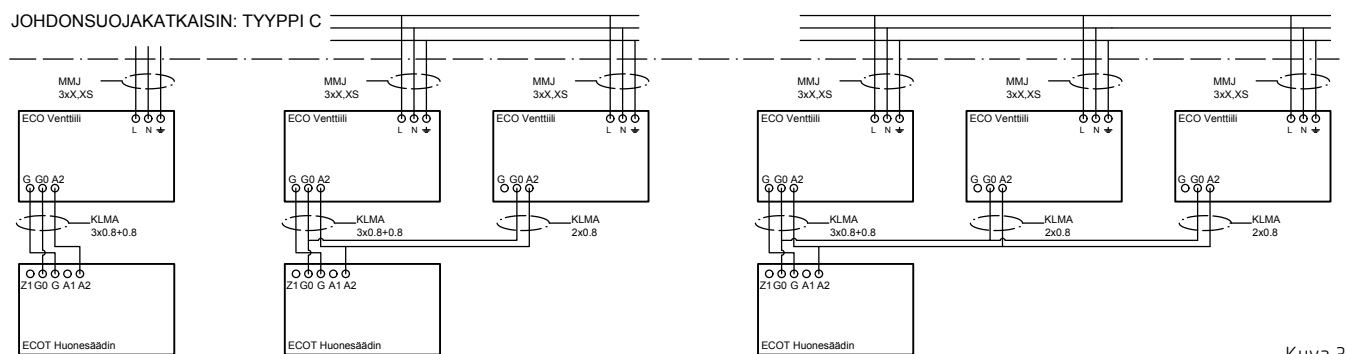 JOHDONSUOJAKATKAISIN: TYYPPI C
MMJ
3xX,XS
MMJ
3xX,XS
MMJ
3xX,XS
MMJ
3xX,XS
MMJ
3xX,XS
MMJ
3xX,XS
ECO Venttiili
L N
ECO Venttiili
L N
ECO Venttiili
L N
ECO Venttiili
L N
ECO Venttiili
L N
ECO Venttiili
L N
G G0 A2
G G0 A2
G G0 A2
G G0 A2
G G0 A2
G G0 A2
KLMA
3x0.8+0.8
KLMA
3x0.8+0.8
KLMA
2x0.8
KLMA
3x0.8+0.8
KLMA
2x0.8
KLMA
2x0.8
Z1 G0 G A1 A2
Z1 G0 G A1 A2
Z1 G0 G A1 A2
ECOT Huonesäädin
ECOT Huonesäädin
ECOT Huonesäädin